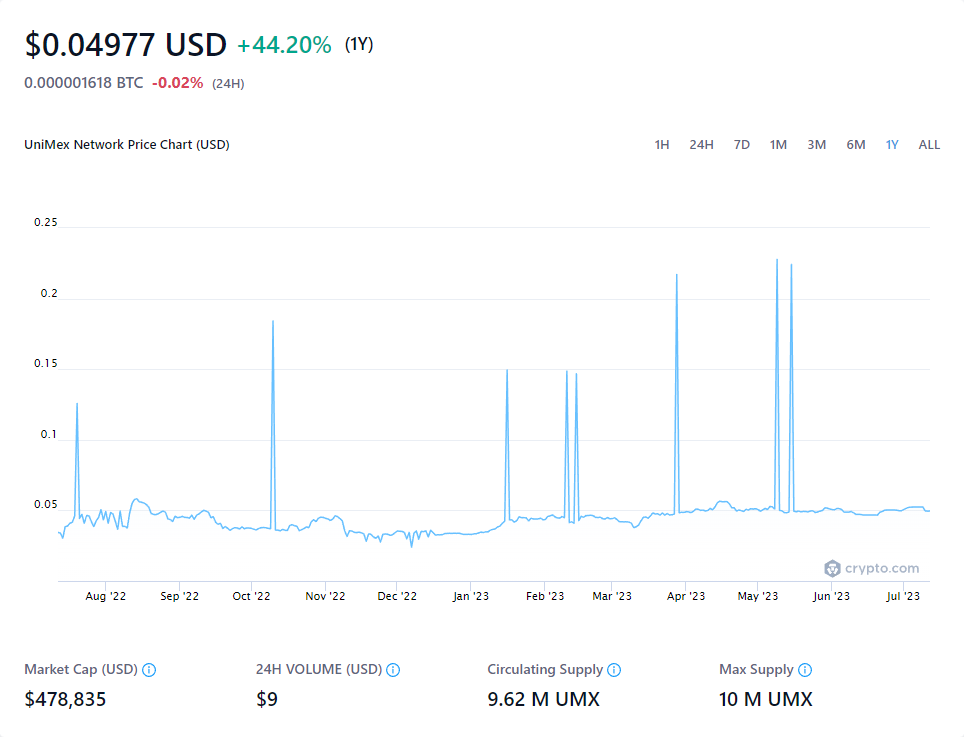 $0.04977 USD +44.20% (1Y)
0.000001618 BTC -0.02% (24H)
UniMex Network Price Chart (USD) 1H 24H 7D 1M 3M 6M 1Y ALL
0.25
0.2
0.15
0.1
0.05
crypto.com
Aug '22 Sep '22 Oct '22 Nov '22 Dec '22 Jan '23 Feb '23 Mar '23 Apr '23 May '23 Jun '23 Jul '23
Market Cap (USD) 24H VOLUME (USD) Circulating Supply Max Supply
$478,835 $9 9.62 M UMX 10 M UMX